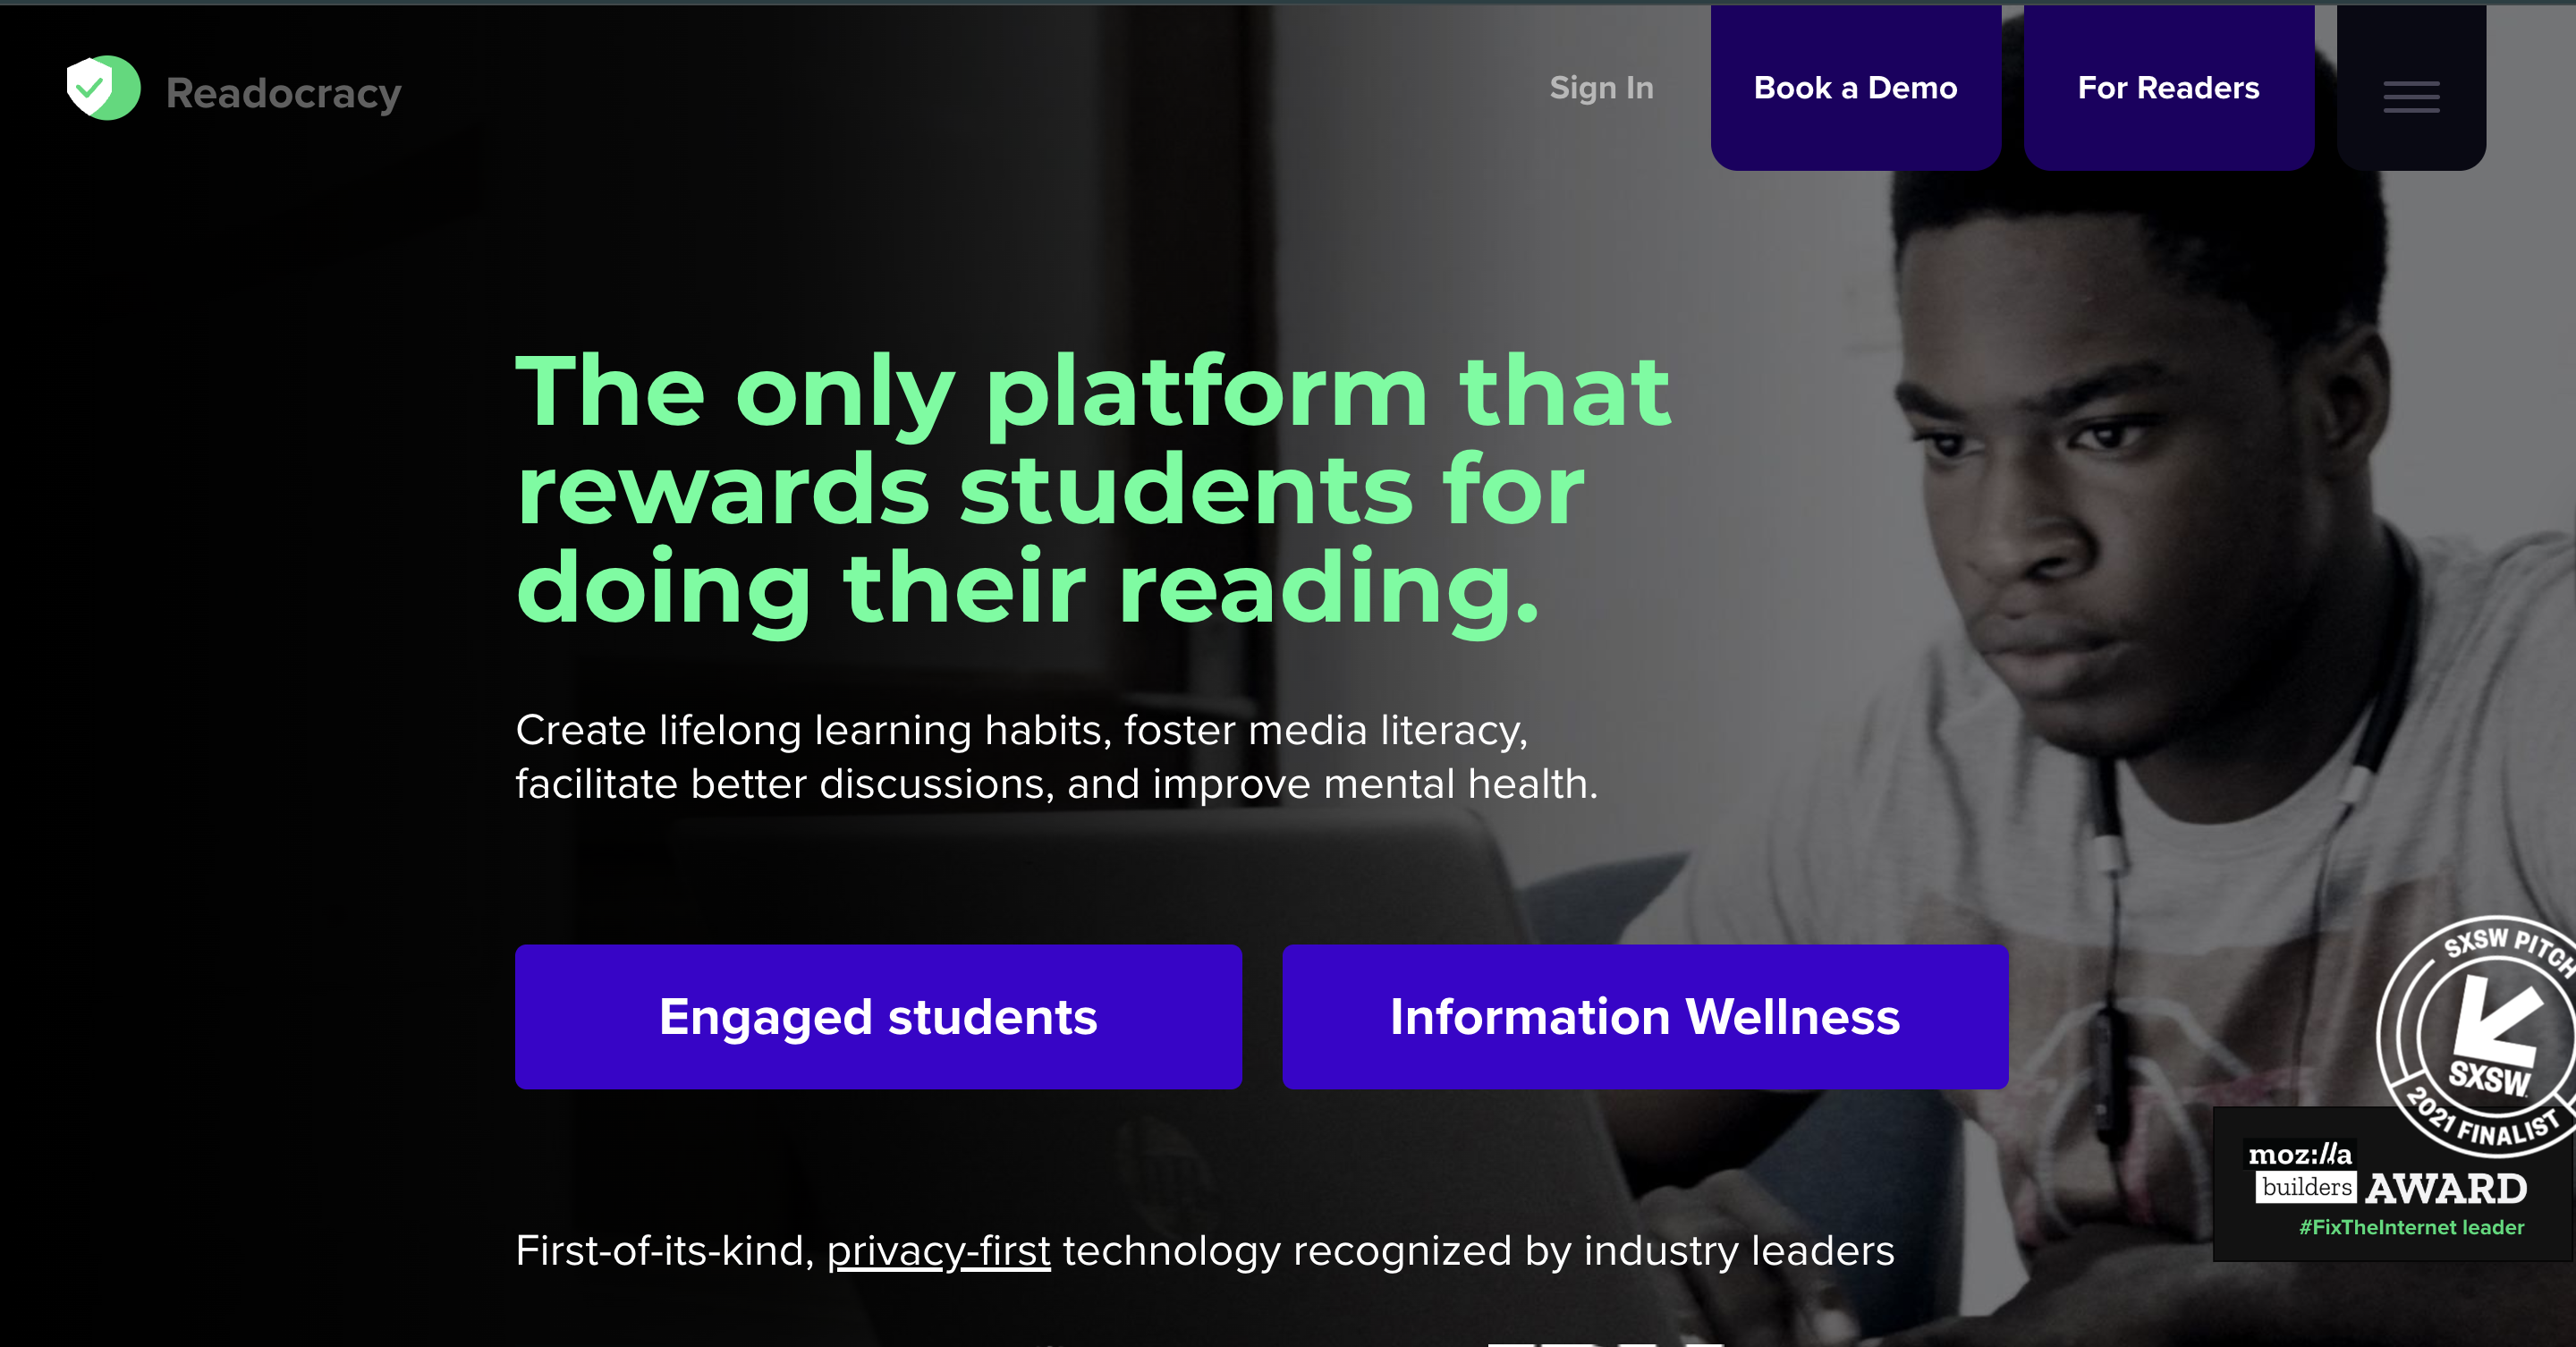 Readocracy
Sign In
Book a Demo
For Readers
The only platform that
rewards students for
doing their reading.
Create lifelong learning habits, foster media literacy,
facilitate better discussions, and improve mental health.
Engaged students
Information Wellness
SXSW PITCH
SXSW
2021 FINALIST
moz://a
builders AWARD
#FixTheInternet leader
First-of-its-kind, privacy-first technology recognized by industry leaders